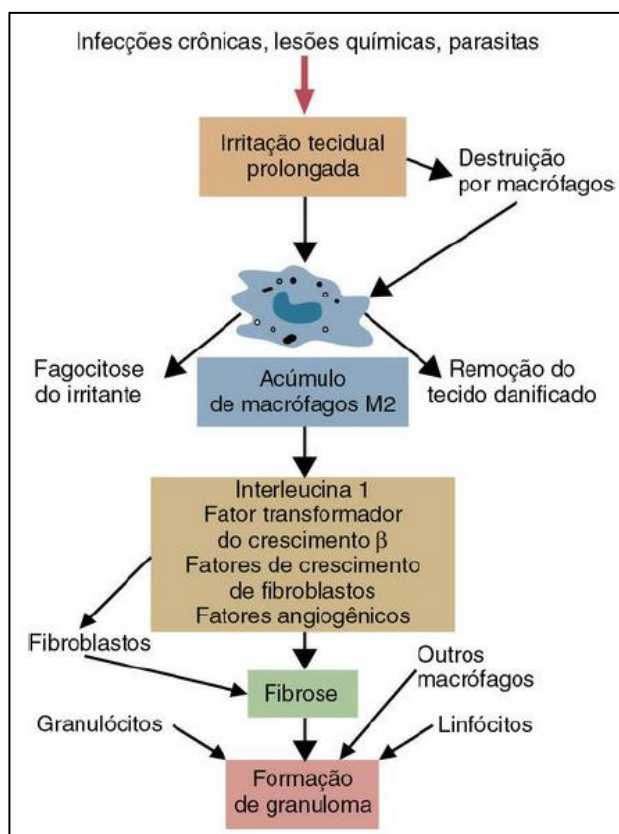 Infecções crônicas, lesões químicas, parasitas
Irritação tecidual
prolongada
Destruição
por macrófagos
Fagocitose
do irritante
Acúmulo
de macrófagos M2
Remoção do
tecido danificado
Interleucina 1
Fator transformador
do crescimento β
Fatores de crescimento
de fibroblastos
Fatores angiogênicos
Fibroblastos
Fibrose
Outros
macrófagos
Granulócitos
Linfócitos
Formação
de granuloma